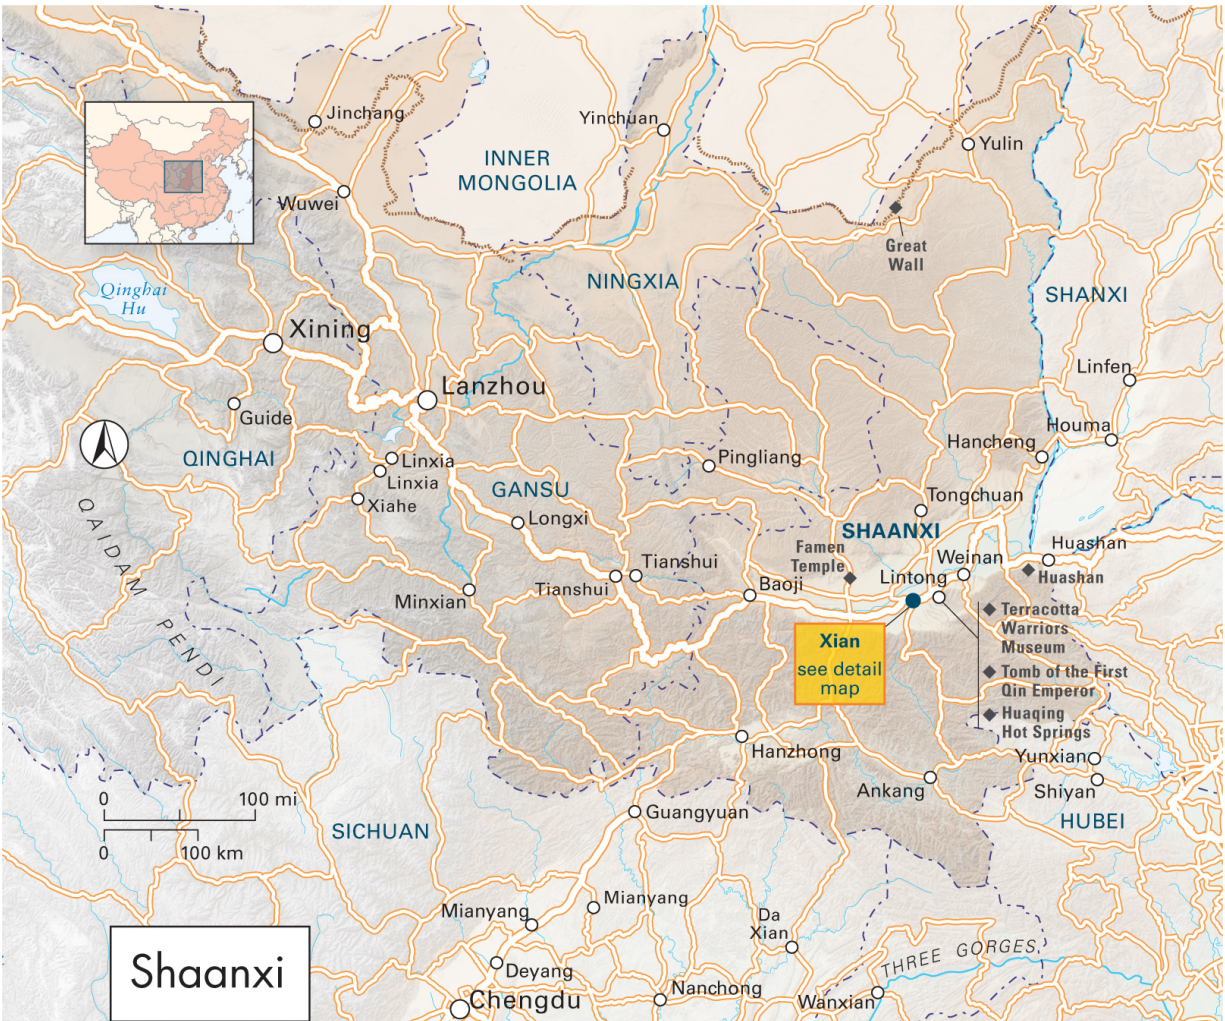 Jinchang
Yinchuan
Yulin
INNER
MONGOLIA
Wuwei
Great
Wall
Qinghai
Hu
NINGXIA
SHANXI
Xining
Linfen
Lanzhou
Guide
Houma
Hancheng
QINGHAI
Linxia
Linxia
Pingliang
GANSU
Xiahe
Tongchuan
Longxi
SHAANXI
QAIDAM
PENDI
Famen
Temple
Weinan
Huashan
Tianshui
Tianshui
Baoji
Lintong
Huashan
Minxian
Terracotta
Warriors
Museum
Xian
see detail
map
Tomb of the First
Qin Emperor
Huaqing
Hot Springs
Hanzhong
Yunxian
Ankang
Shiyan
0
100 mi
0
100 km
SICHUAN
Guangyuan
HUBEI
Mianyang
Mianyang
Da
Xian
THREE GORGES
Shaanxi
Deyang
Nanchong
Wanxian
Chengdu